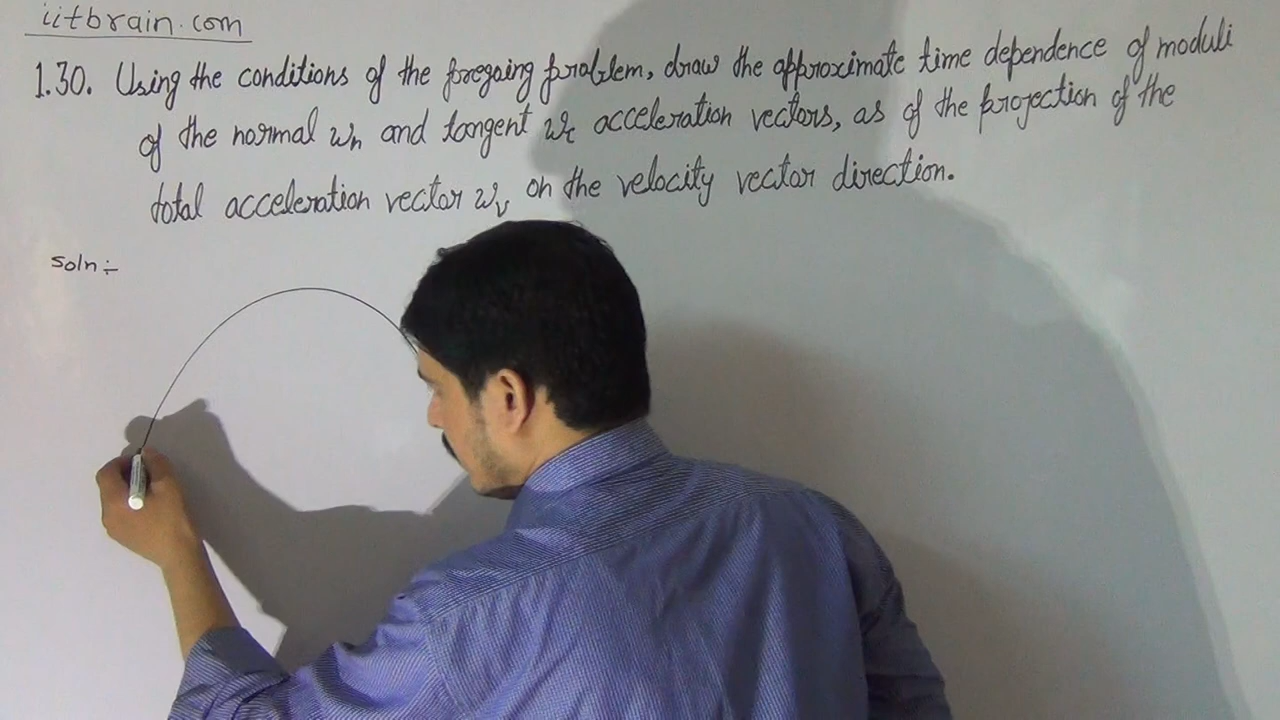 iitbrain.com
1.30. Using the conditions of the foregoing problem, draw the approximate time dependence of moduli
of the normal wn and tangent wτ acceleration vectors, as of the projection of the
total acceleration vector wv on the velocity vector direction.
Soln :-